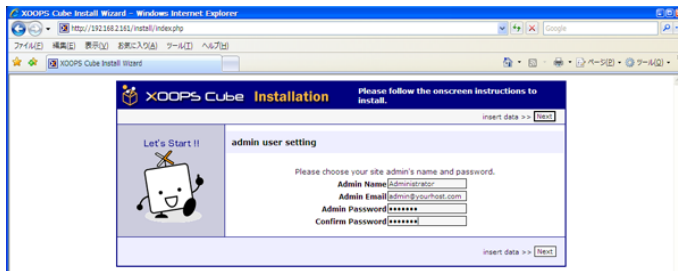 XOOPS Cube Install Wizard - Windows Internet Explorer
http://192.168.2.161/install/index.php
Google
ファイル(F) 編集(E) 表示(V) お気に入り(A) ツール(T) ヘルプ(H)
XOOPS Cube Install Wizard
ページ(P) ツール(O)
XOOPS Cube Installation
Please follow the onscreen instructions to
install.
insert data >> Next
Let's Start !!
admin user setting
Please choose your site admin's name and password.
Admin Name Administrator
Admin Email admin@yourhost.com
Admin Password •••••••
Confirm Password •••••••
insert data >> Next